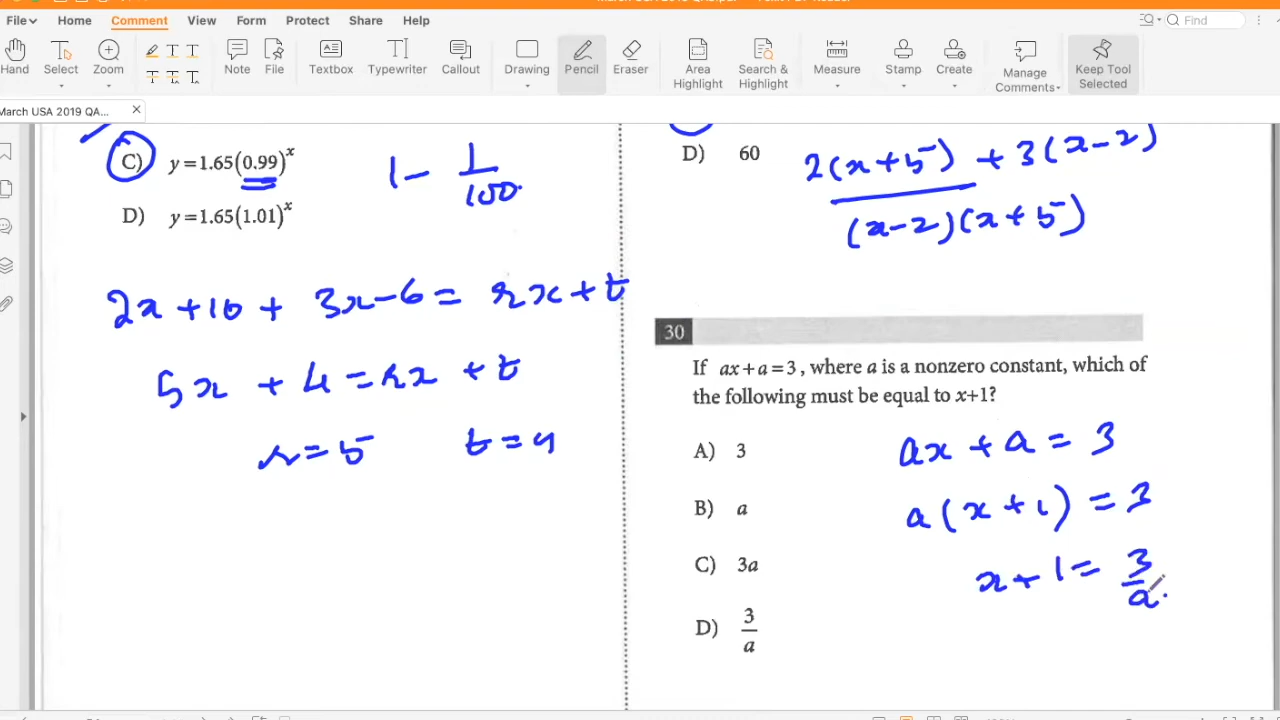 File View Form Protect Share Help
Home
Comment
Find
Hand Select Zoom Note File Textbox Typewriter Callout Drawing Pencil Eraser Area Highlight Search & Highlight Measure Stamp Create Manage Comments Keep Tool Selected
March USA 2019 QA...
C) y=1.65(0.99)^x
1 - 1/100
D) y=1.65(1.01)^x
2x + 10 + 3x - 6 = rx + t
5x + 4 = rx + t
r = 5 t = 4
D) 60
2(x+5) + 3(x-2)
(x-2)(x+5)
30
If ax+a=3, where a is a nonzero constant, which of
the following must be equal to x+1?
A) 3
B) a
C) 3a
D) 3/a
ax + a = 3
a(x+1) = 3
x+1 = 3/a